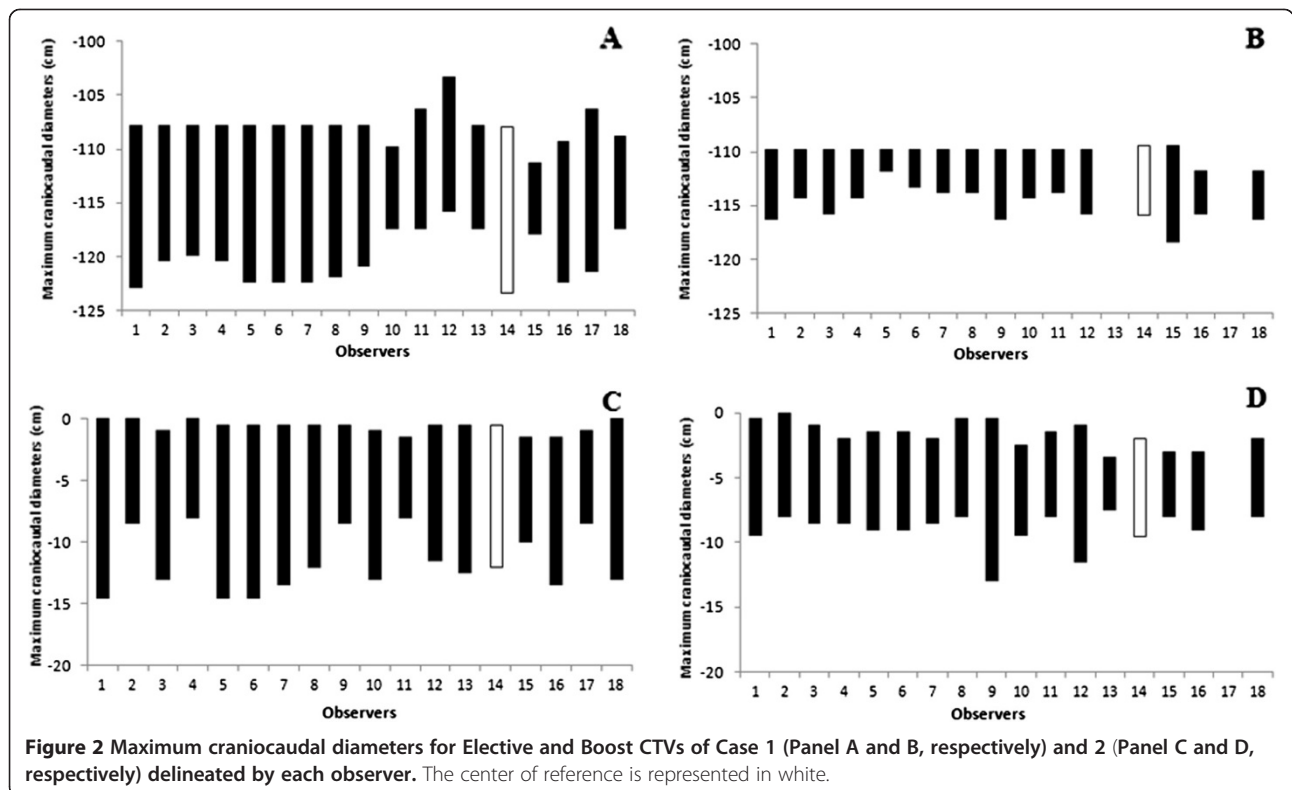 A
Maximum craniocaudal diameters (cm)
-100
-105
-110
-115
-120
-125
1 2 3 4 5 6 7 8 9 10 11 12 13 14 15 16 17 18
Observers
B
Maximum craniocaudal diameters (cm)
-100
-105
-110
-115
-120
-125
1 2 3 4 5 6 7 8 9 10 11 12 13 14 15 16 17 18
Observers
C
Maximum craniocaudal diameters (cm)
0
-5
-10
-15
-20
1 2 3 4 5 6 7 8 9 10 11 12 13 14 15 16 17 18
Observers
D
Maximum craniocaudal diameters (cm)
0
-5
-10
-15
-20
1 2 3 4 5 6 7 8 9 10 11 12 13 14 15 16 17 18
Observers
Figure 2 Maximum craniocaudal diameters for Elective and Boost CTVs of Case 1 (Panel A and B, respectively) and 2 (Panel C and D,
respectively) delineated by each observer. The center of reference is represented in white.